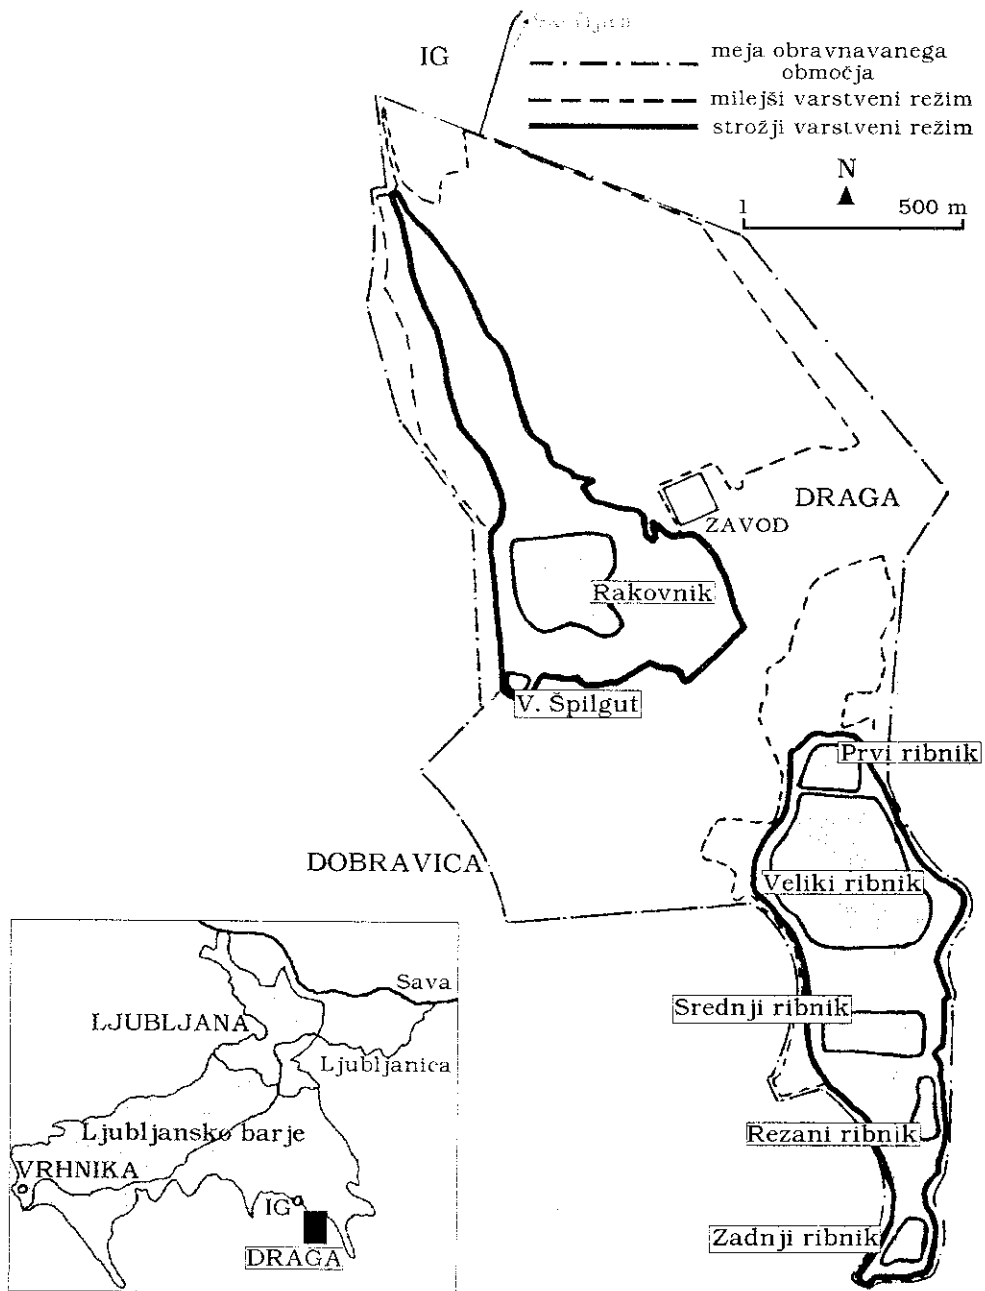 IG
meja obravnavanega
območja
milejši varstveni režim
strožji varstveni režim
N
1 500 m
DRAGA
ZAVOD
Rakovnik
V. Špilgut
Prvi ribnik
DOBRAVICA
Veliki ribnik
Srednji ribnik
Rezani ribnik
Zadnji ribnik
Sava
LJUBLJANA
Ljubljanica
Ljubljansko barje
VRHNIKA
IG
DRAGA